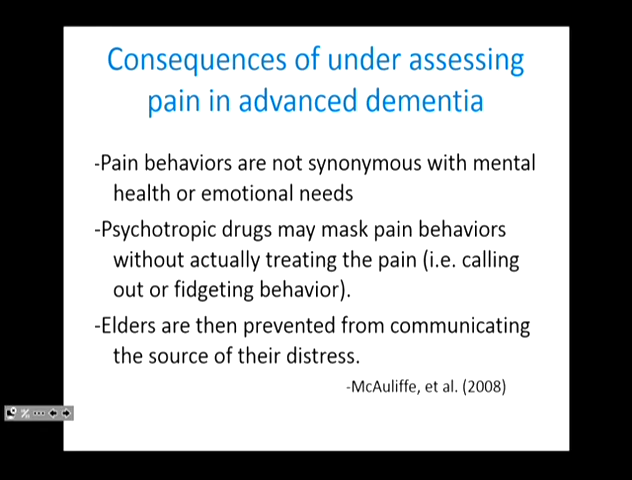 Consequences of under assessing
pain in advanced dementia
-Pain behaviors are not synonymous with mental
health or emotional needs
-Psychotropic drugs may mask pain behaviors
without actually treating the pain (i.e. calling
out or fidgeting behavior).
-Elders are then prevented from communicating
the source of their distress.
-McAuliffe, et al. (2008)